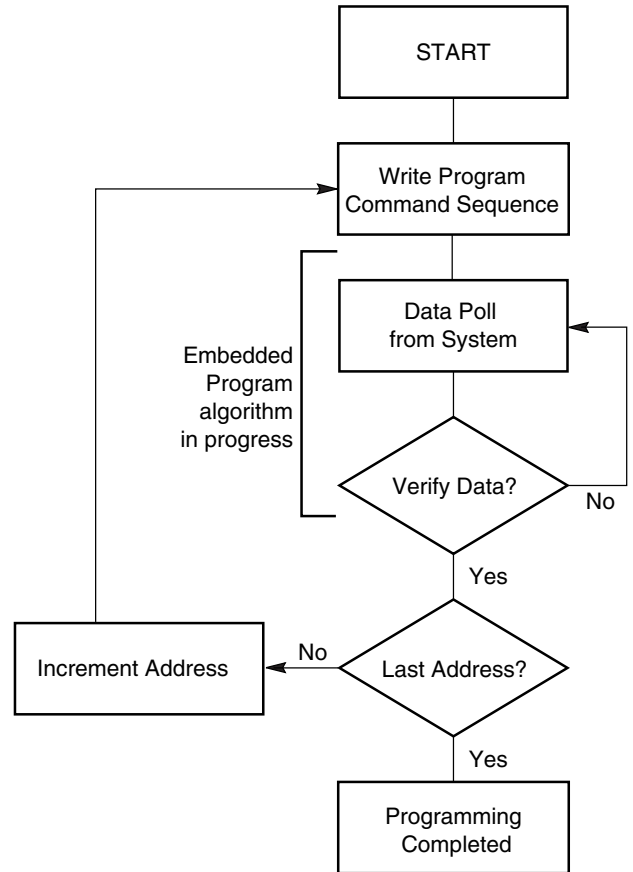 START
Write Program
Command Sequence
Data Poll
from System
Embedded
Program
algorithm
in progress
Verify Data?
No
Yes
Increment Address
No
Last Address?
Yes
Programming
Completed